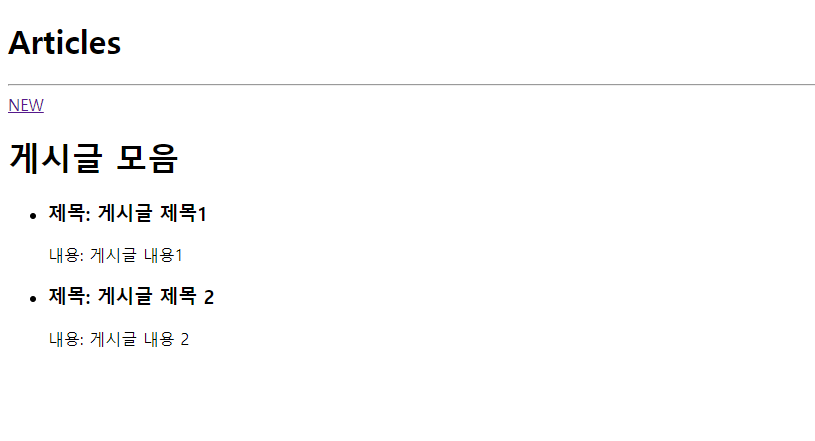 Articles
NEW
게시글 모음
제목: 게시글 제목1
내용: 게시글 내용1
제목: 게시글 제목 2
내용: 게시글 내용 2